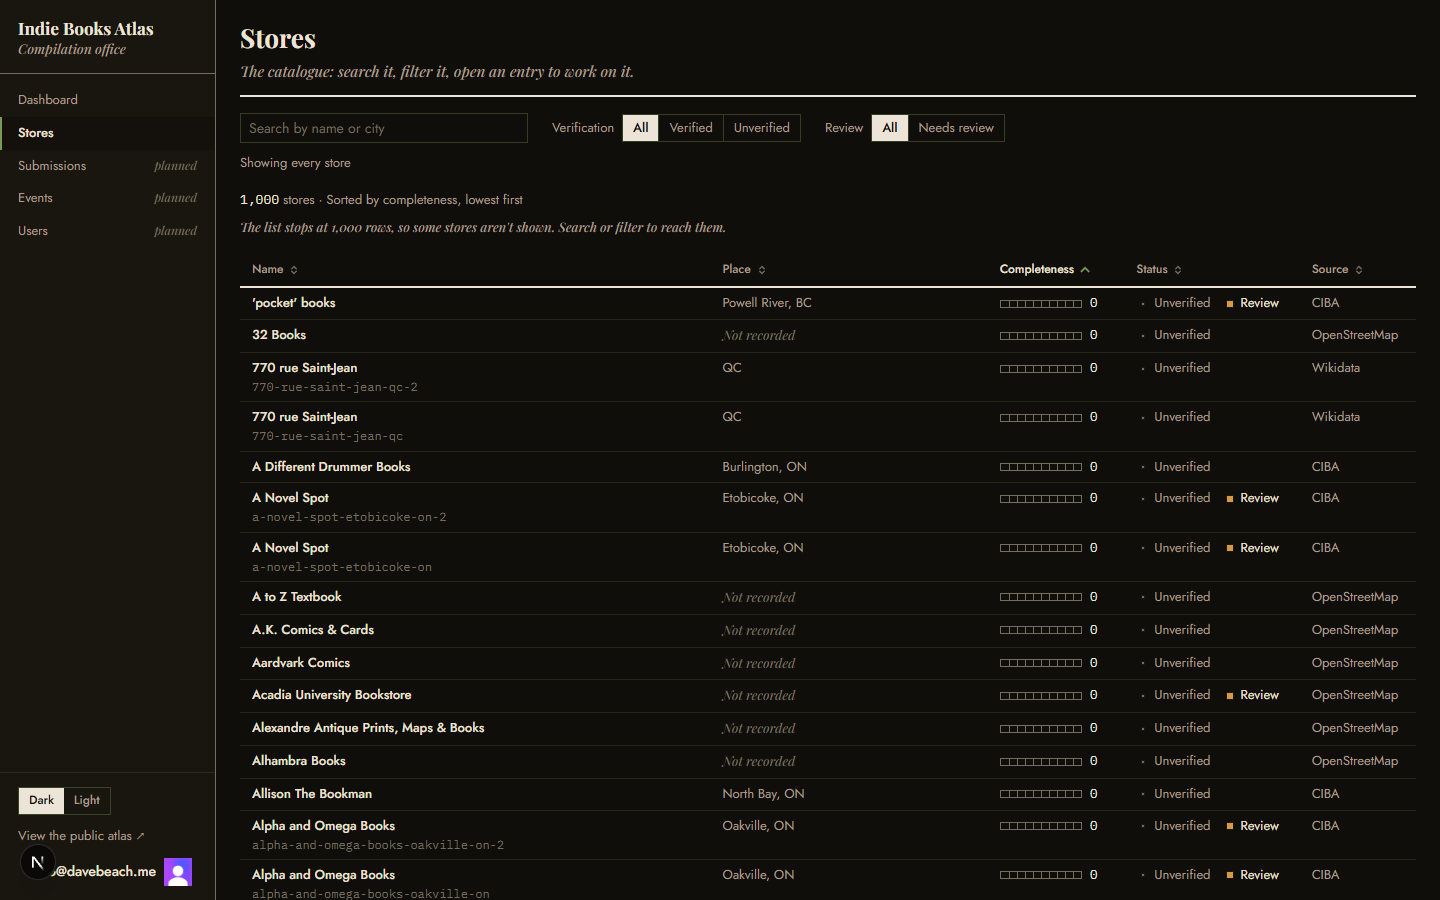 Indie Books Atlas
Compilation office
Dashboard
Stores
Submissions planned
Events planned
Users planned
Dark Light
View the public atlas ↗
N @davebeach.me
Stores
The catalogue: search it, filter it, open an entry to work on it.
Search by name or city Verification All Verified Unverified Review All Needs review
Showing every store
1,000 stores · Sorted by completeness, lowest first
The list stops at 1,000 rows, so some stores aren't shown. Search or filter to reach them.
Name Place Completeness Status Source
'pocket' books Powell River, BC 0 Unverified Review CIBA
32 Books Not recorded 0 Unverified OpenStreetMap
770 rue Saint-Jean QC 0 Unverified Wikidata
770-rue-saint-jean-qc-2
770 rue Saint-Jean QC 0 Unverified Wikidata
770-rue-saint-jean-qc
A Different Drummer Books Burlington, ON 0 Unverified CIBA
A Novel Spot Etobicoke, ON 0 Unverified Review CIBA
a-novel-spot-etobicoke-on-2
A Novel Spot Etobicoke, ON 0 Unverified Review CIBA
a-novel-spot-etobicoke-on
A to Z Textbook Not recorded 0 Unverified OpenStreetMap
A.K. Comics & Cards Not recorded 0 Unverified OpenStreetMap
Aardvark Comics Not recorded 0 Unverified OpenStreetMap
Acadia University Bookstore Not recorded 0 Unverified Review OpenStreetMap
Alexandre Antique Prints, Maps & Books Not recorded 0 Unverified OpenStreetMap
Alhambra Books Not recorded 0 Unverified OpenStreetMap
Allison The Bookman North Bay, ON 0 Unverified CIBA
Alpha and Omega Books Oakville, ON 0 Unverified Review CIBA
alpha-and-omega-books-oakville-on-2
Alpha and Omega Books Oakville, ON 0 Unverified Review CIBA
alpha-and-omega-books-oakville-on